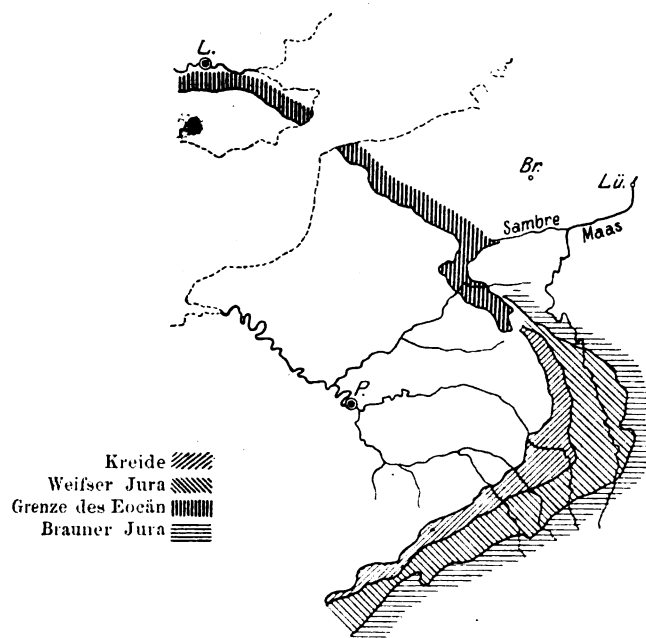 L.
Br.
Lü.
Sambre
Maas
P.
Kreide
Weifser Jura
Grenze des Eocän
Brauner Jura